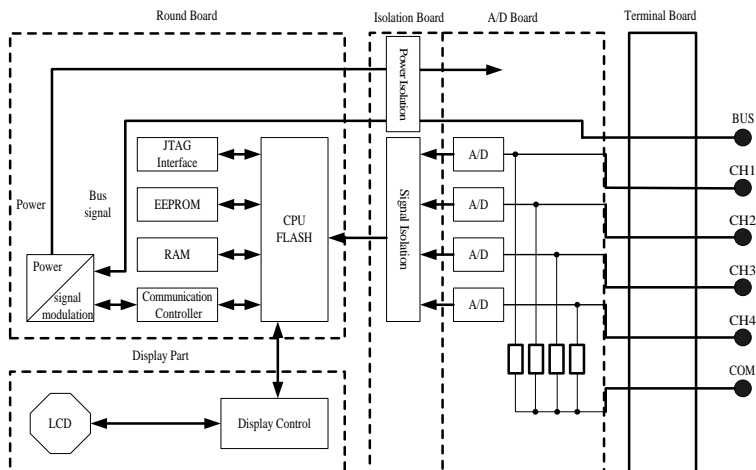 Round Board
Isolation Board
A/D Board
Terminal Board
Power Isolation
BUS
JTAG
Interface
A/D
CH1
Power
Bus
signal
EEPROM
CPU
FLASH
Signal Isolation
A/D
CH2
RAM
A/D
CH3
Power
signal
modulation
Communication
Controller
A/D
CH4
Display Part
COM
LCD
Display Control